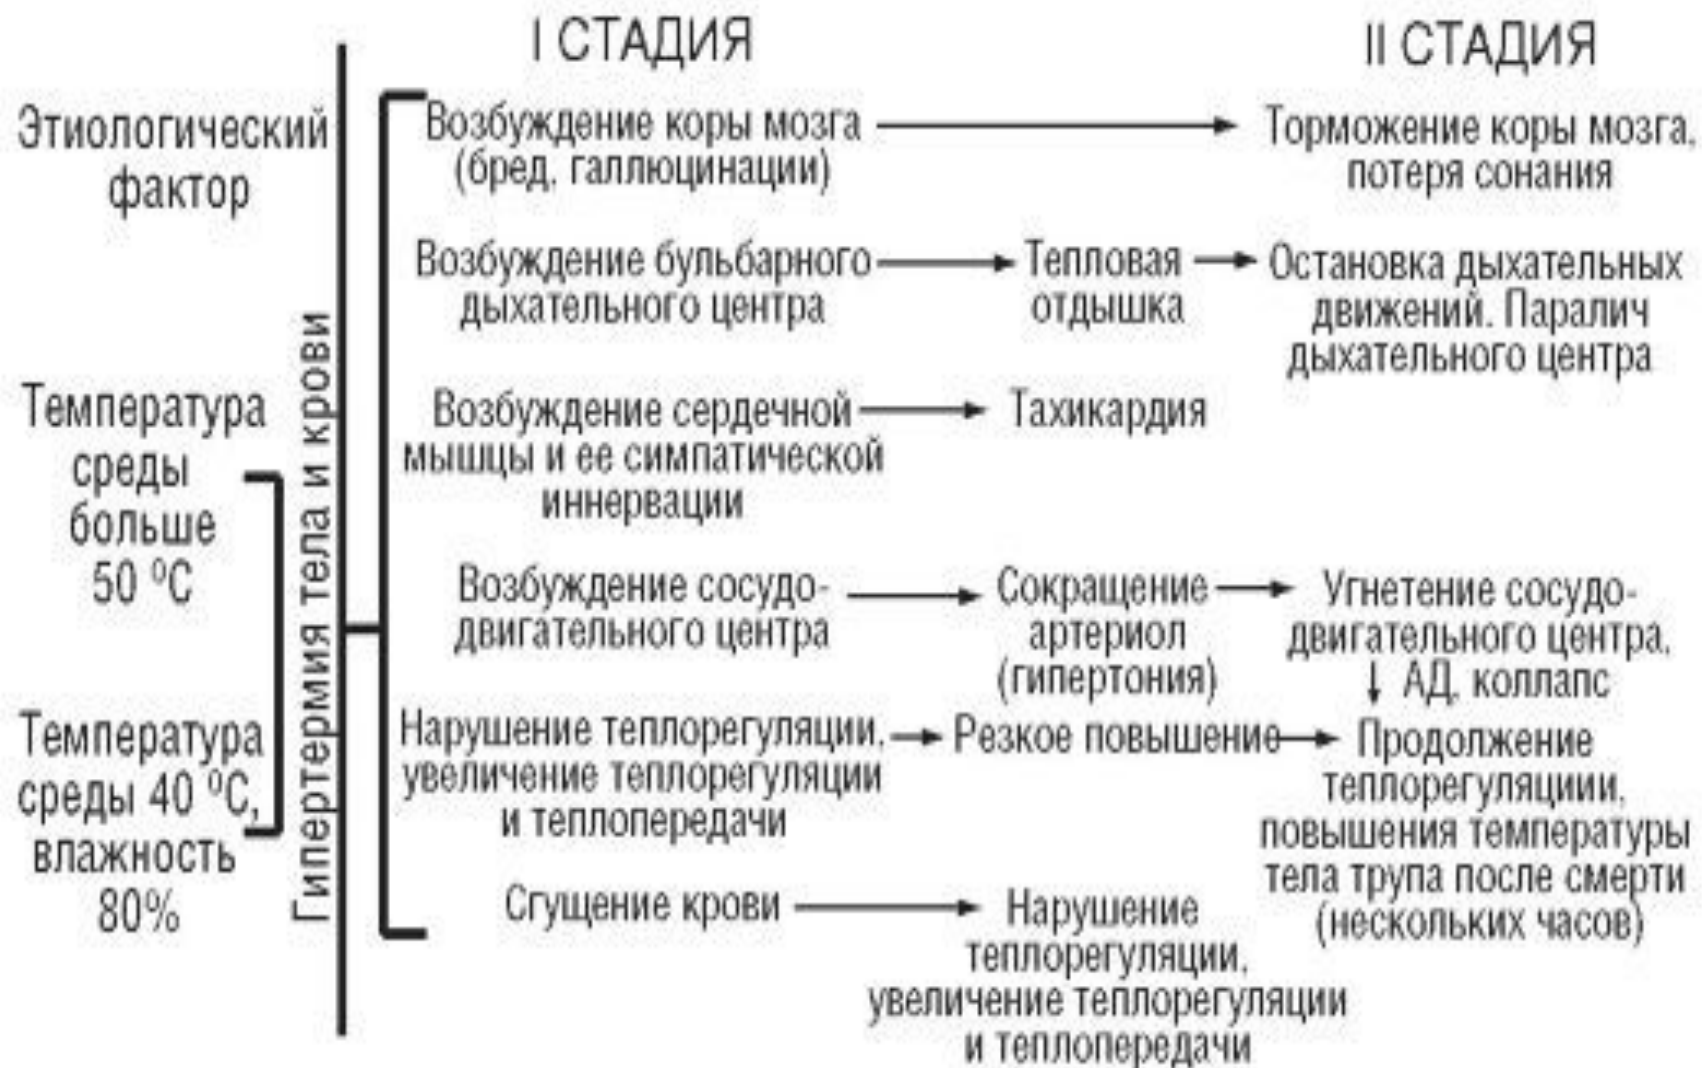 I СТАДИЯ
II СТАДИЯ
Этиологический
фактор
Температура
среды
больше
50 ⁰С
Температура
среды 40 ⁰С,
влажность
80%
Гипертермия тела и крови
Возбуждение коры мозга
(бред, галлюцинации)
Торможение коры мозга,
потеря сонания
Возбуждение бульбарного
дыхательного центра
Тепловая
отдышка
Остановка дыхательных
движений. Паралич
дыхательного центра
Возбуждение сердечной
мышцы и ее симпатической
иннервации
Тахикардия
Возбуждение сосудо-
двигательного центра
Сокращение
артериол
(гипертония)
Угнетение сосудо-
двигательного центра,
↓ АД, коллапс
Нарушение теплорегуляции,
увеличение теплорегуляции
и теплопередачи
Резкое повышение
Продолжение
теплорегуляциии,
повышения температуры
тела трупа после смерти
(нескольких часов)
Сгущение крови
Нарушение
теплорегуляции,
увеличение теплорегуляции
и теплопередачи